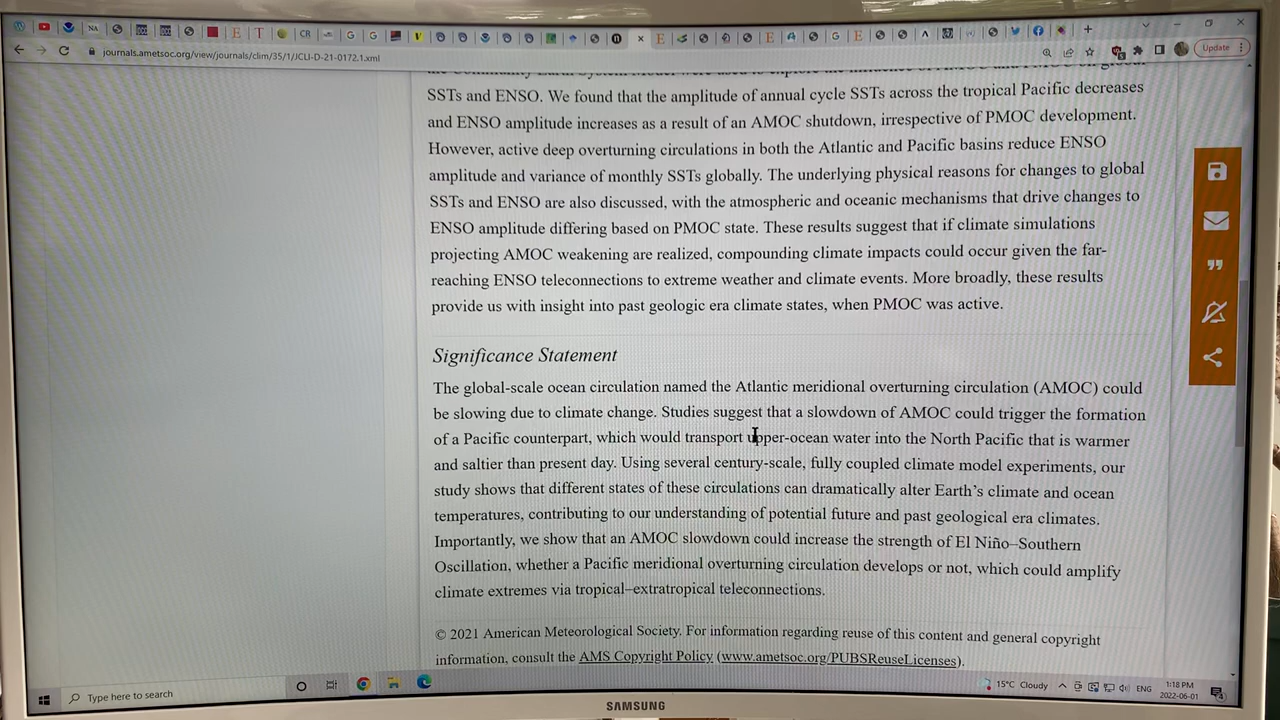 NA
CR
G
G
V
E
E
G
E
journals.ametsoc.org/view/journals/clim/35/1/JCLI-D-21-0172.1.xml
Update
SSTs and ENSO. We found that the amplitude of annual cycle SSTs across the tropical Pacific decreases
and ENSO amplitude increases as a result of an AMOC shutdown, irrespective of PMOC development.
However, active deep overturning circulations in both the Atlantic and Pacific basins reduce ENSO
amplitude and variance of monthly SSTs globally. The underlying physical reasons for changes to global
SSTs and ENSO are also discussed, with the atmospheric and oceanic mechanisms that drive changes to
ENSO amplitude differing based on PMOC state. These results suggest that if climate simulations
projecting AMOC weakening are realized, compounding climate impacts could occur given the far-
reaching ENSO teleconnections to extreme weather and climate events. More broadly, these results
provide us with insight into past geologic era climate states, when PMOC was active.
Significance Statement
The global-scale ocean circulation named the Atlantic meridional overturning circulation (AMOC) could
be slowing due to climate change. Studies suggest that a slowdown of AMOC could trigger the formation
of a Pacific counterpart, which would transport upper-ocean water into the North Pacific that is warmer
and saltier than present day. Using several century-scale, fully coupled climate model experiments, our
study shows that different states of these circulations can dramatically alter Earth's climate and ocean
temperatures, contributing to our understanding of potential future and past geological era climates.
Importantly, we show that an AMOC slowdown could increase the strength of El Niño–Southern
Oscillation, whether a Pacific meridional overturning circulation develops or not, which could amplify
climate extremes via tropical–extratropical teleconnections.
© 2021 American Meteorological Society. For information regarding reuse of this content and general copyright
information, consult the AMS Copyright Policy (www.ametsoc.org/PUBSReuseLicenses).
Type here to search
15°C Cloudy
ENG
1:18 PM
2022-06-01
SAMSUNG